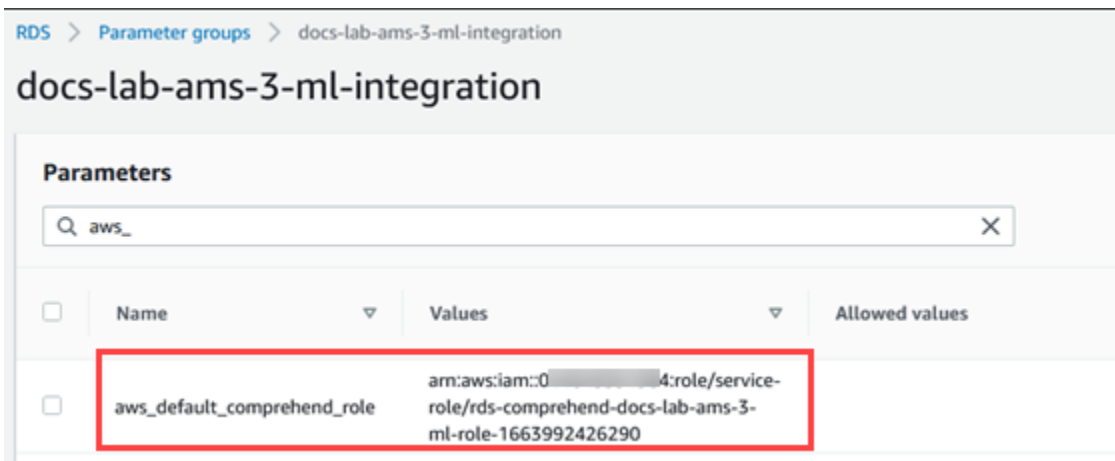 RDS > Parameter groups > docs-lab-ams-3-ml-integration
docs-lab-ams-3-ml-integration
Parameters
aws_
Name Values Allowed values
aws_default_comprehend_role
arn:aws:iam::0 4:role/service-
role/rds-comprehend-docs-lab-ams-3-
ml-role-1663992426290